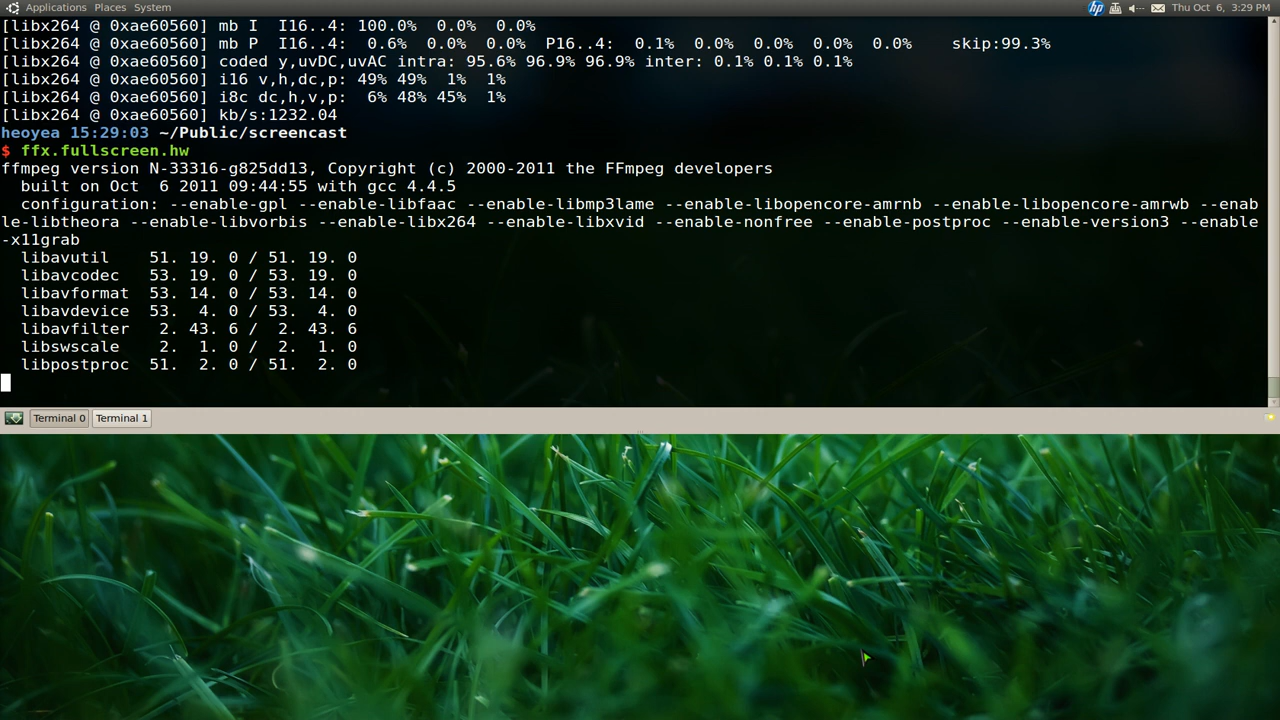 Applications Places System
hp
Thu Oct 6, 3:29 PM
[libx264 @ 0xae60560] mb I  I16..4: 100.0%  0.0%  0.0%
[libx264 @ 0xae60560] mb P  I16..4:  0.6%  0.0%  0.0%  P16..4:  0.1%  0.0%  0.0%  0.0%  0.0%    skip:99.3%
[libx264 @ 0xae60560] coded y,uvDC,uvAC intra: 95.6% 96.9% 96.9% inter: 0.1% 0.1% 0.1%
[libx264 @ 0xae60560] i16 v,h,dc,p: 49% 49%  1%  1%
[libx264 @ 0xae60560] i8c dc,h,v,p:  6% 48% 45%  1%
[libx264 @ 0xae60560] kb/s:1232.04
heoyea 15:29:03 ~/Public/screencast
$ ffx.fullscreen.hw
ffmpeg version N-33316-g825dd13, Copyright (c) 2000-2011 the FFmpeg developers
  built on Oct  6 2011 09:44:55 with gcc 4.4.5
  configuration: --enable-gpl --enable-libfaac --enable-libmp3lame --enable-libopencore-amrnb --enable-libopencore-amrwb --enab
le-libtheora --enable-libvorbis --enable-libx264 --enable-libxvid --enable-nonfree --enable-postproc --enable-version3 --enable
-x11grab
  libavutil    51. 19. 0 / 51. 19. 0
  libavcodec   53. 19. 0 / 53. 19. 0
  libavformat  53. 14. 0 / 53. 14. 0
  libavdevice  53.  4. 0 / 53.  4. 0
  libavfilter   2. 43. 6 /  2. 43. 6
  libswscale    2.  1. 0 /  2.  1. 0
  libpostproc  51.  2. 0 / 51.  2. 0
Terminal 0 Terminal 1